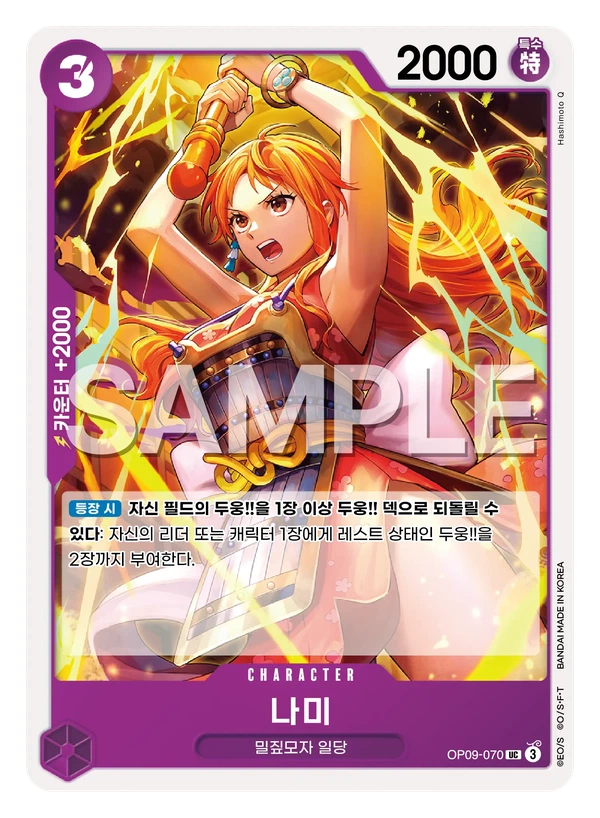 3
2000
특수
特
Hashimoto Q
카운터 +2000
SAMPLE
등장 시 자신 필드의 두웅!!을 1장 이상 두웅!! 덱으로 되돌릴 수
있다: 자신의 리더 또는 캐릭터 1장에게 레스트 상태인 두웅!!을
2장까지 부여한다.
CHARACTER
나미
밀짚모자 일당
OP09-070 UC 3
©EO/S ©O/S·F·T BANDAI MADE IN KOREA